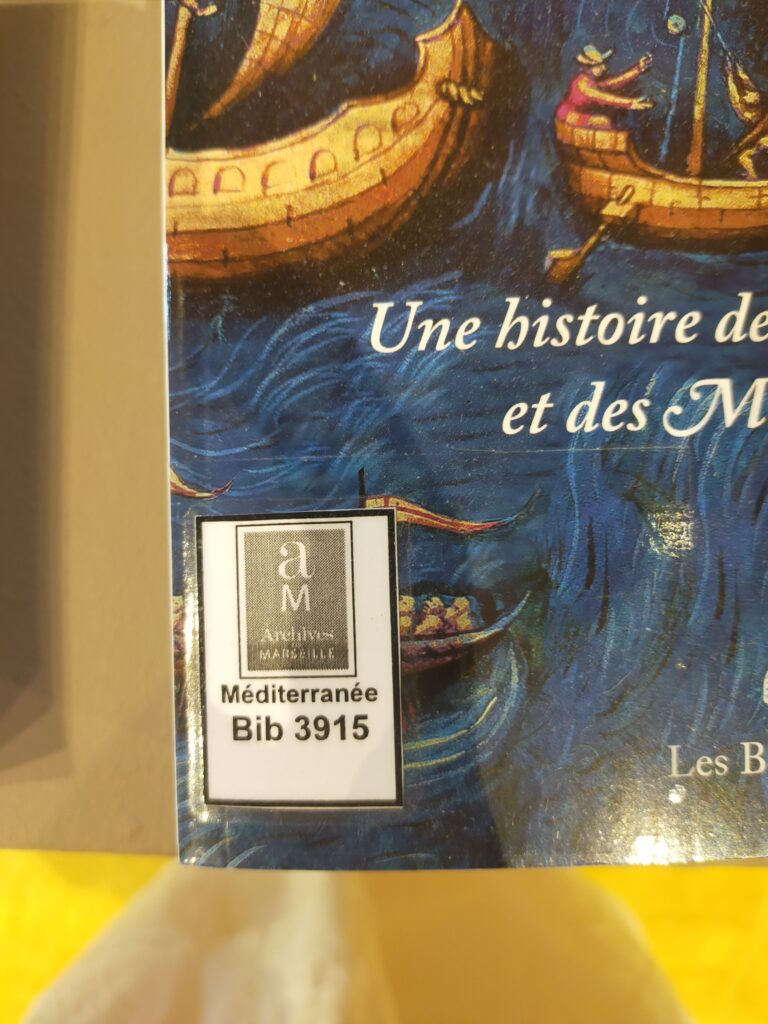 Une histoire de
et des M
a
M
Archives
MARSEILLE
Méditerranée
Bib 3915
Les B